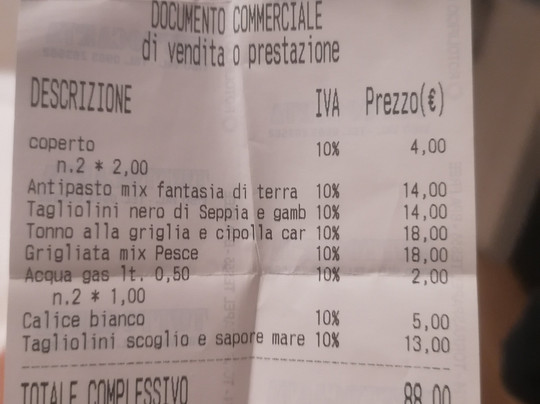 DOCUMENTO COMMERCIALE
di vendita o prestazione
DESCRIZIONE IVA Prezzo(€)
coperto 10% 4,00
n.2 * 2,00
Antipasto mix fantasia di terra 10% 14,00
Tagliolini nero di Seppia e gamb 10% 14,00
Tonno alla griglia e cipolla car 10% 18,00
Grigliata mix Pesce 10% 18,00
Acqua gas lt. 0,50 10% 2,00
n.2 * 1,00
Calice bianco 10% 5,00
Tagliolini scoglio e sapore mare 10% 13,00
TOTALE COMPLESSIVO 88,00